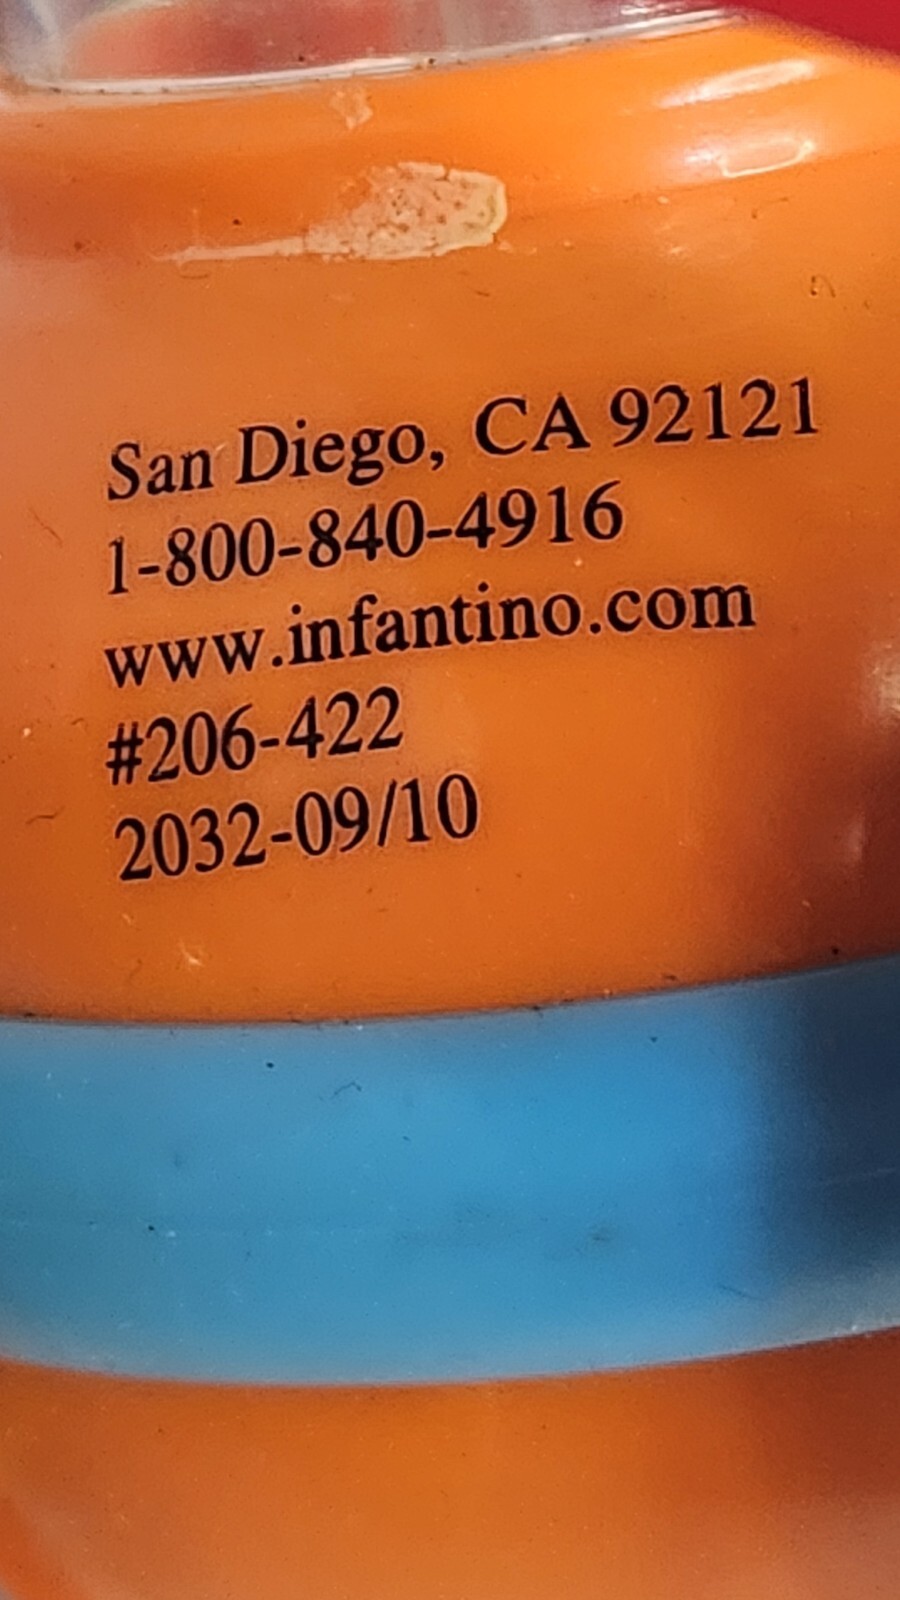 San Diego, CA 92121
1-800-840-4916
www.infantino.com
#206-422
2032-09/10